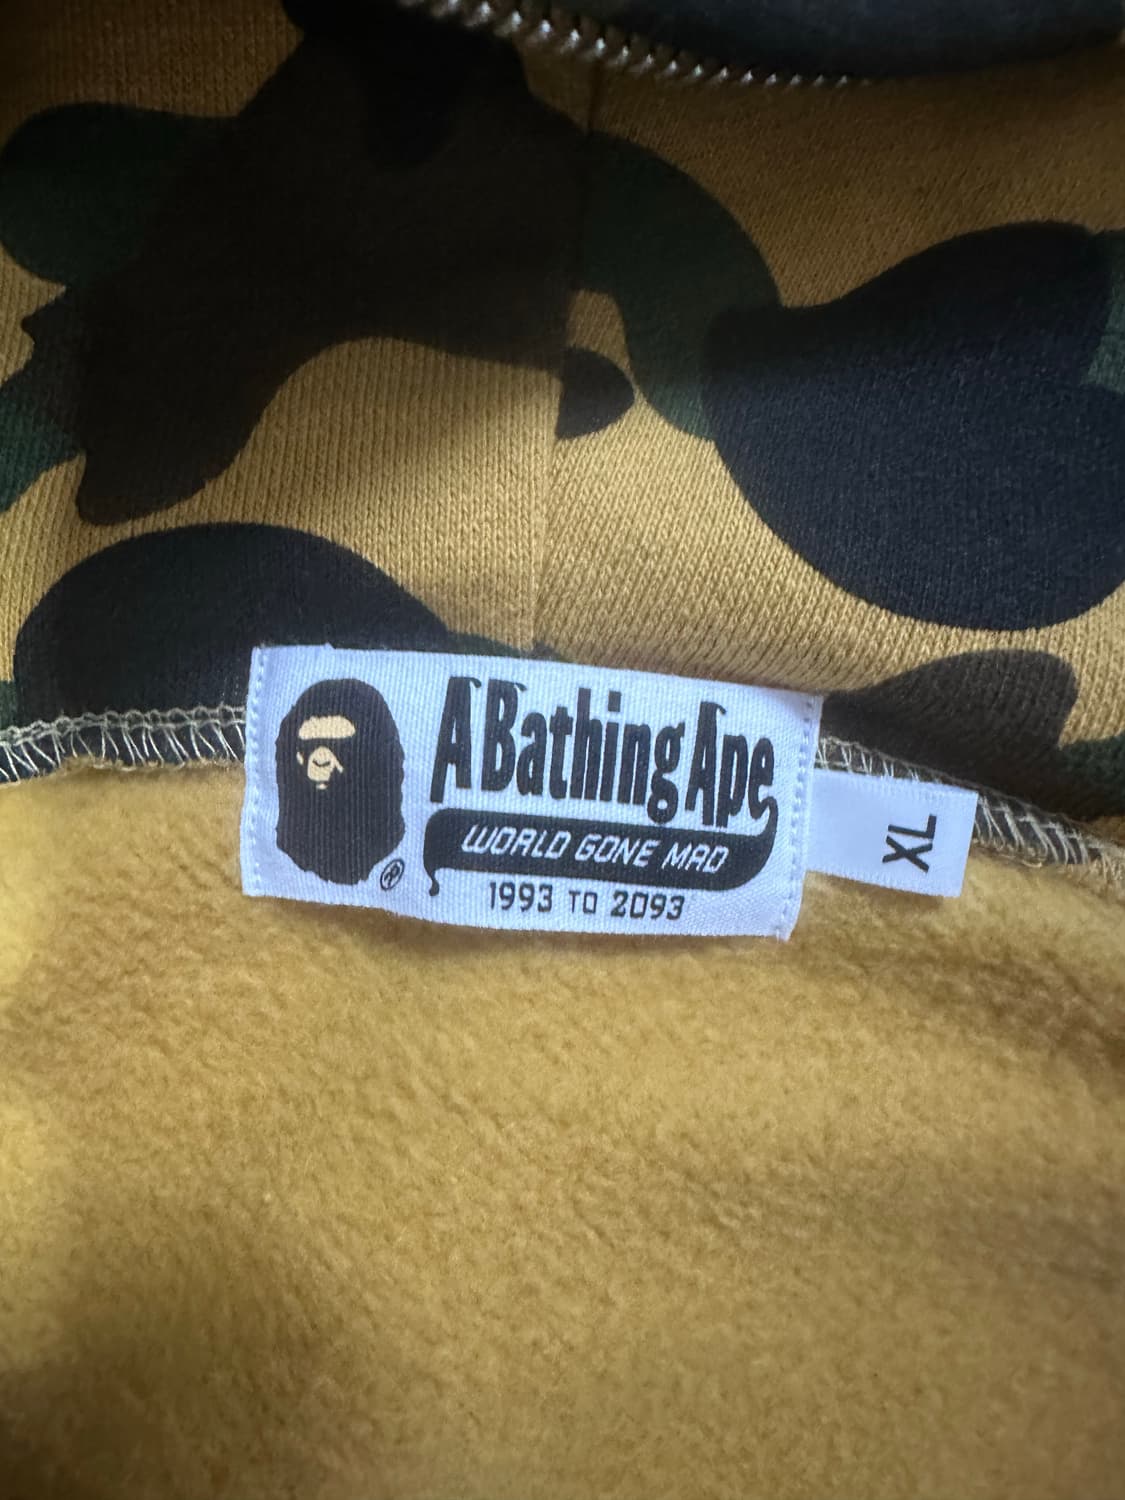 A Bathing Ape
WORLD GONE MAD
1993 TO 2093
®
XL